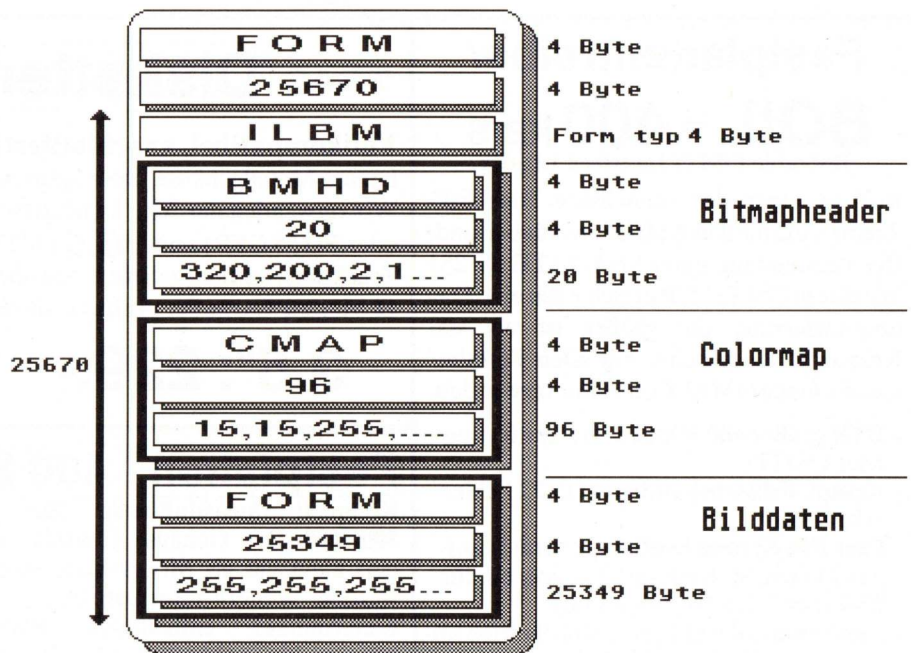 FORM 4 Byte
25670 4 Byte
ILBM Form typ 4 Byte
BMHD 4 Byte
Bitmapheader
20 4 Byte
320,200,2,1... 20 Byte
CMAP 4 Byte
Colormap
25670
96 4 Byte
15,15,255,.... 96 Byte
FORM 4 Byte
Bilddaten
25349 4 Byte
255,255,255... 25349 Byte